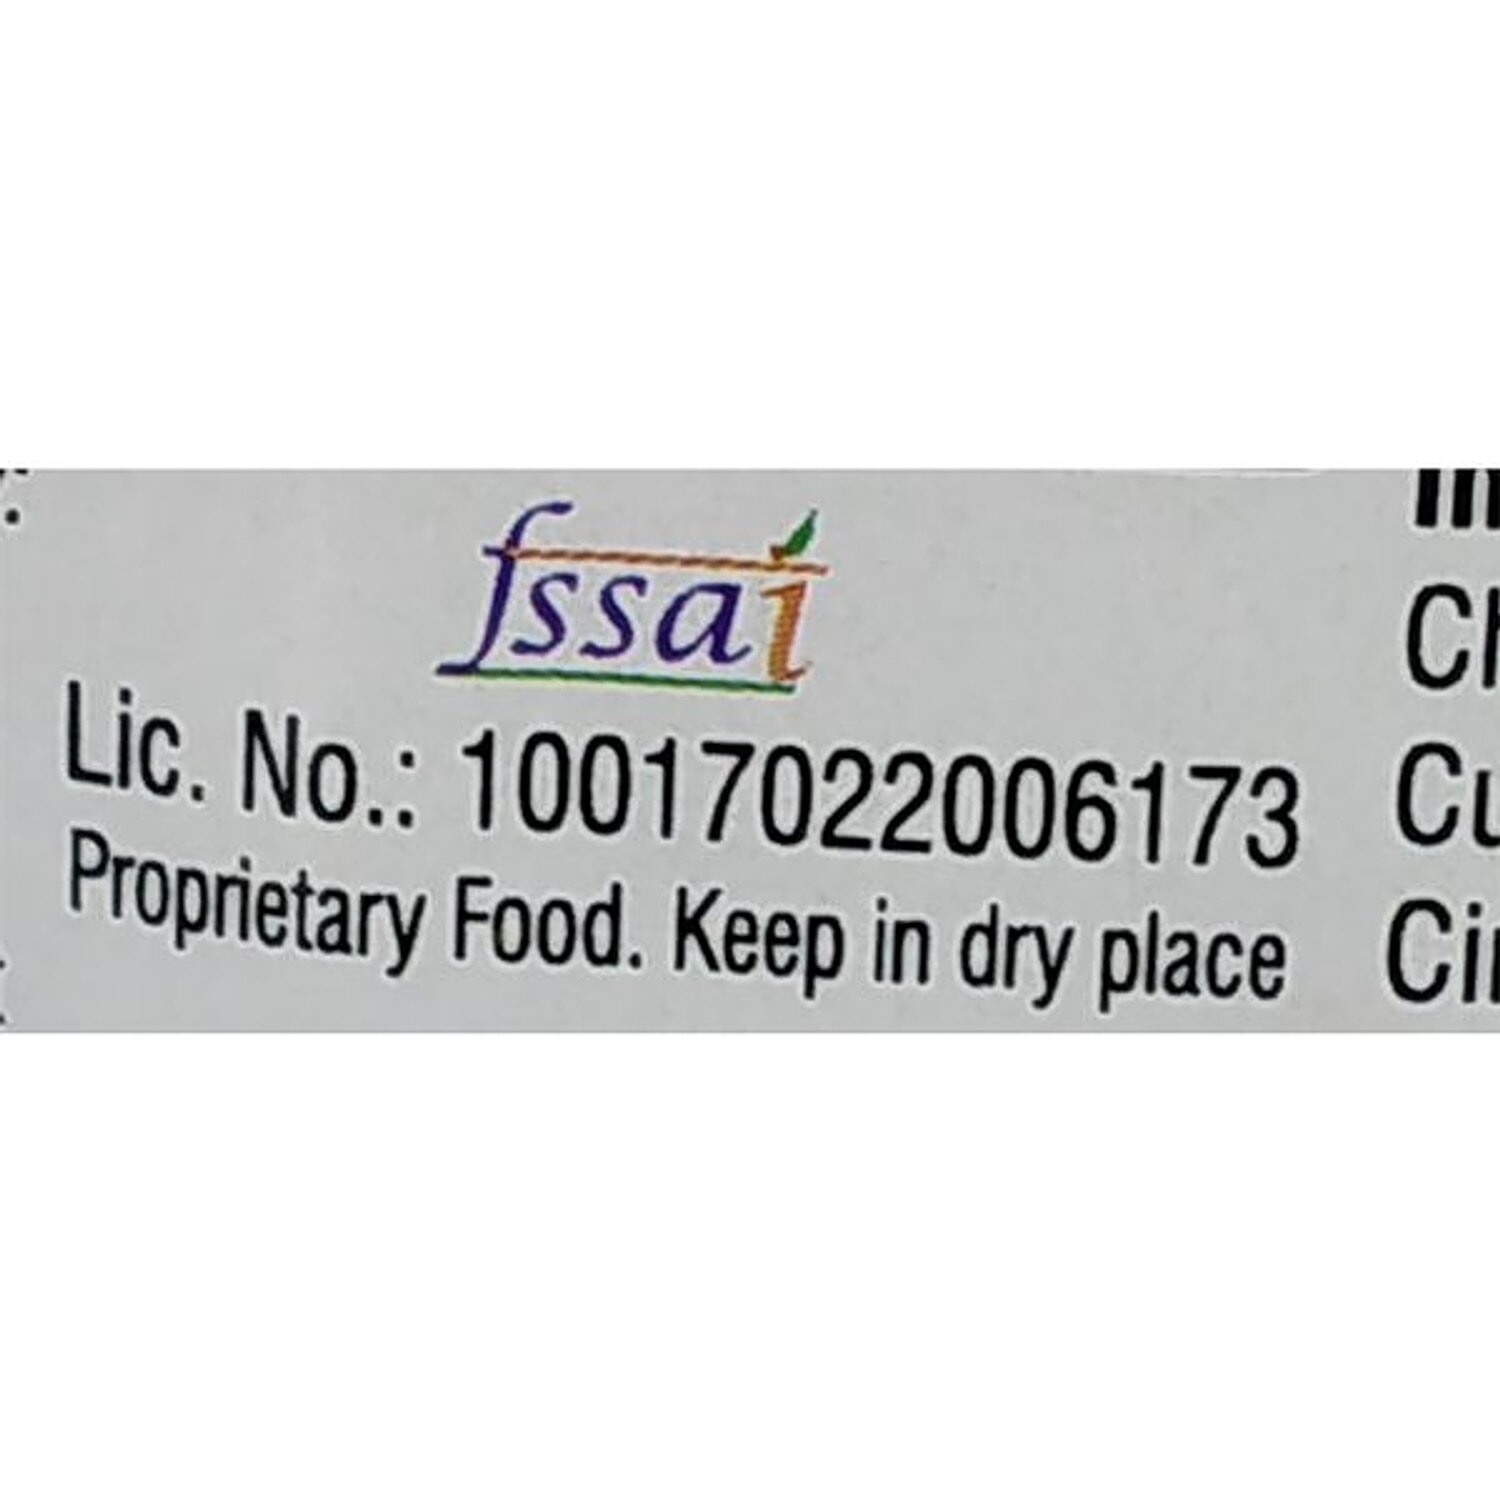 fssai
Lic. No.: 10017022006173
Proprietary Food. Keep in dry place